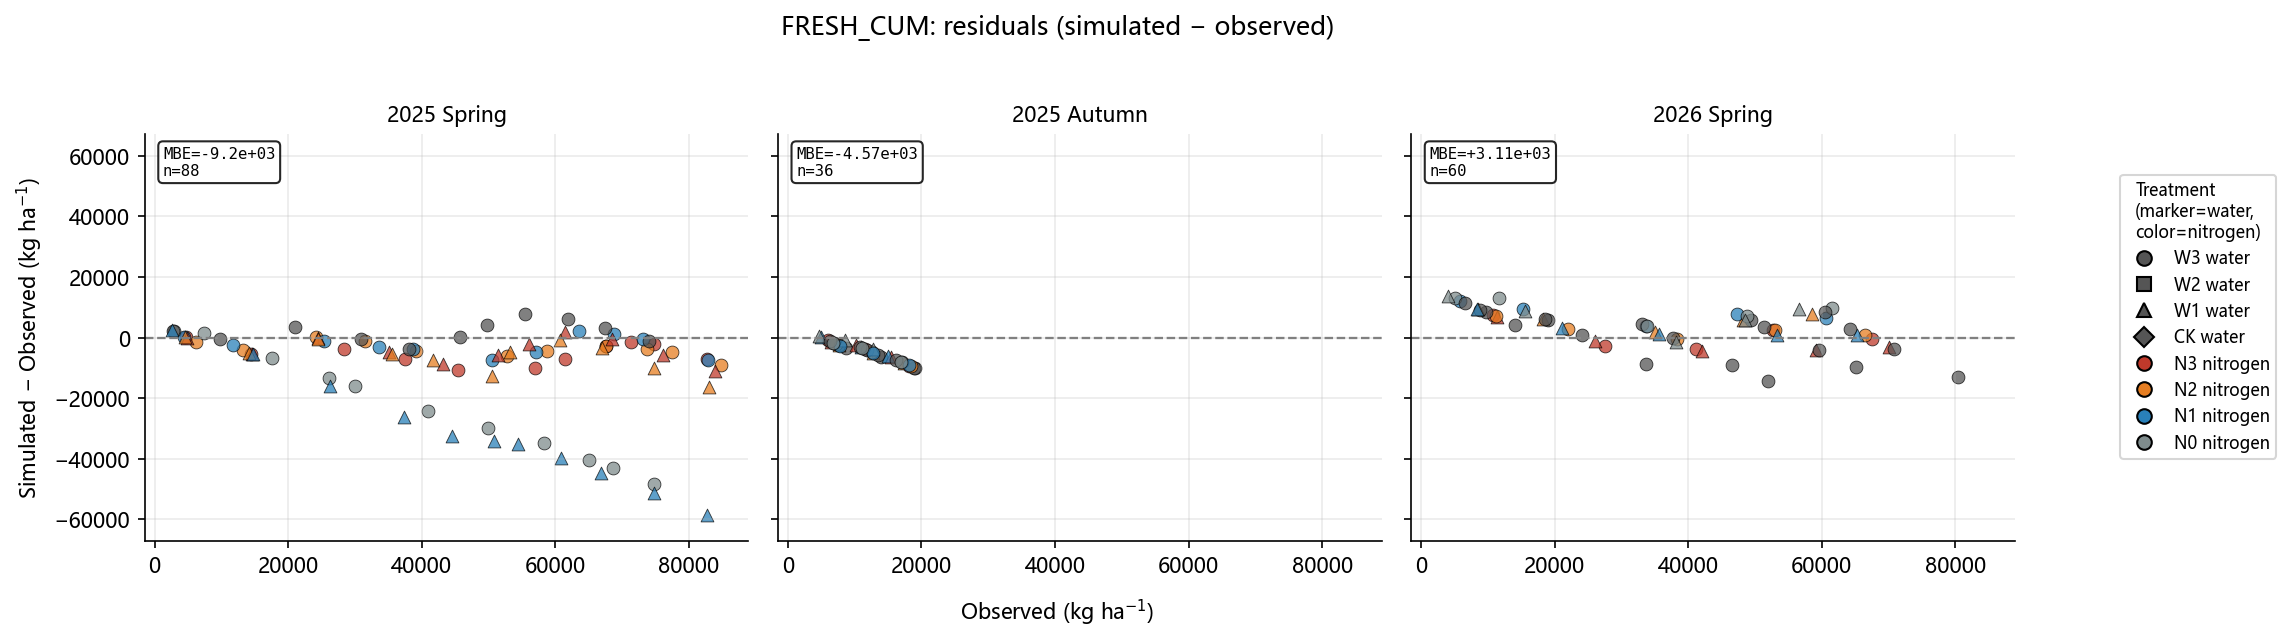 FRESH_CUM: residuals (simulated − observed)
2025 Spring
2025 Autumn
2026 Spring
MBE=-9.2e+03
n=88
MBE=-4.57e+03
n=36
MBE=+3.11e+03
n=60
60000
40000
20000
0
−20000
−40000
−60000
Simulated − Observed (kg ha⁻¹)
0 20000 40000 60000 80000
0 20000 40000 60000 80000
0 20000 40000 60000 80000
Observed (kg ha⁻¹)
Treatment
(marker=water,
color=nitrogen)
W3 water
W2 water
W1 water
CK water
N3 nitrogen
N2 nitrogen
N1 nitrogen
N0 nitrogen